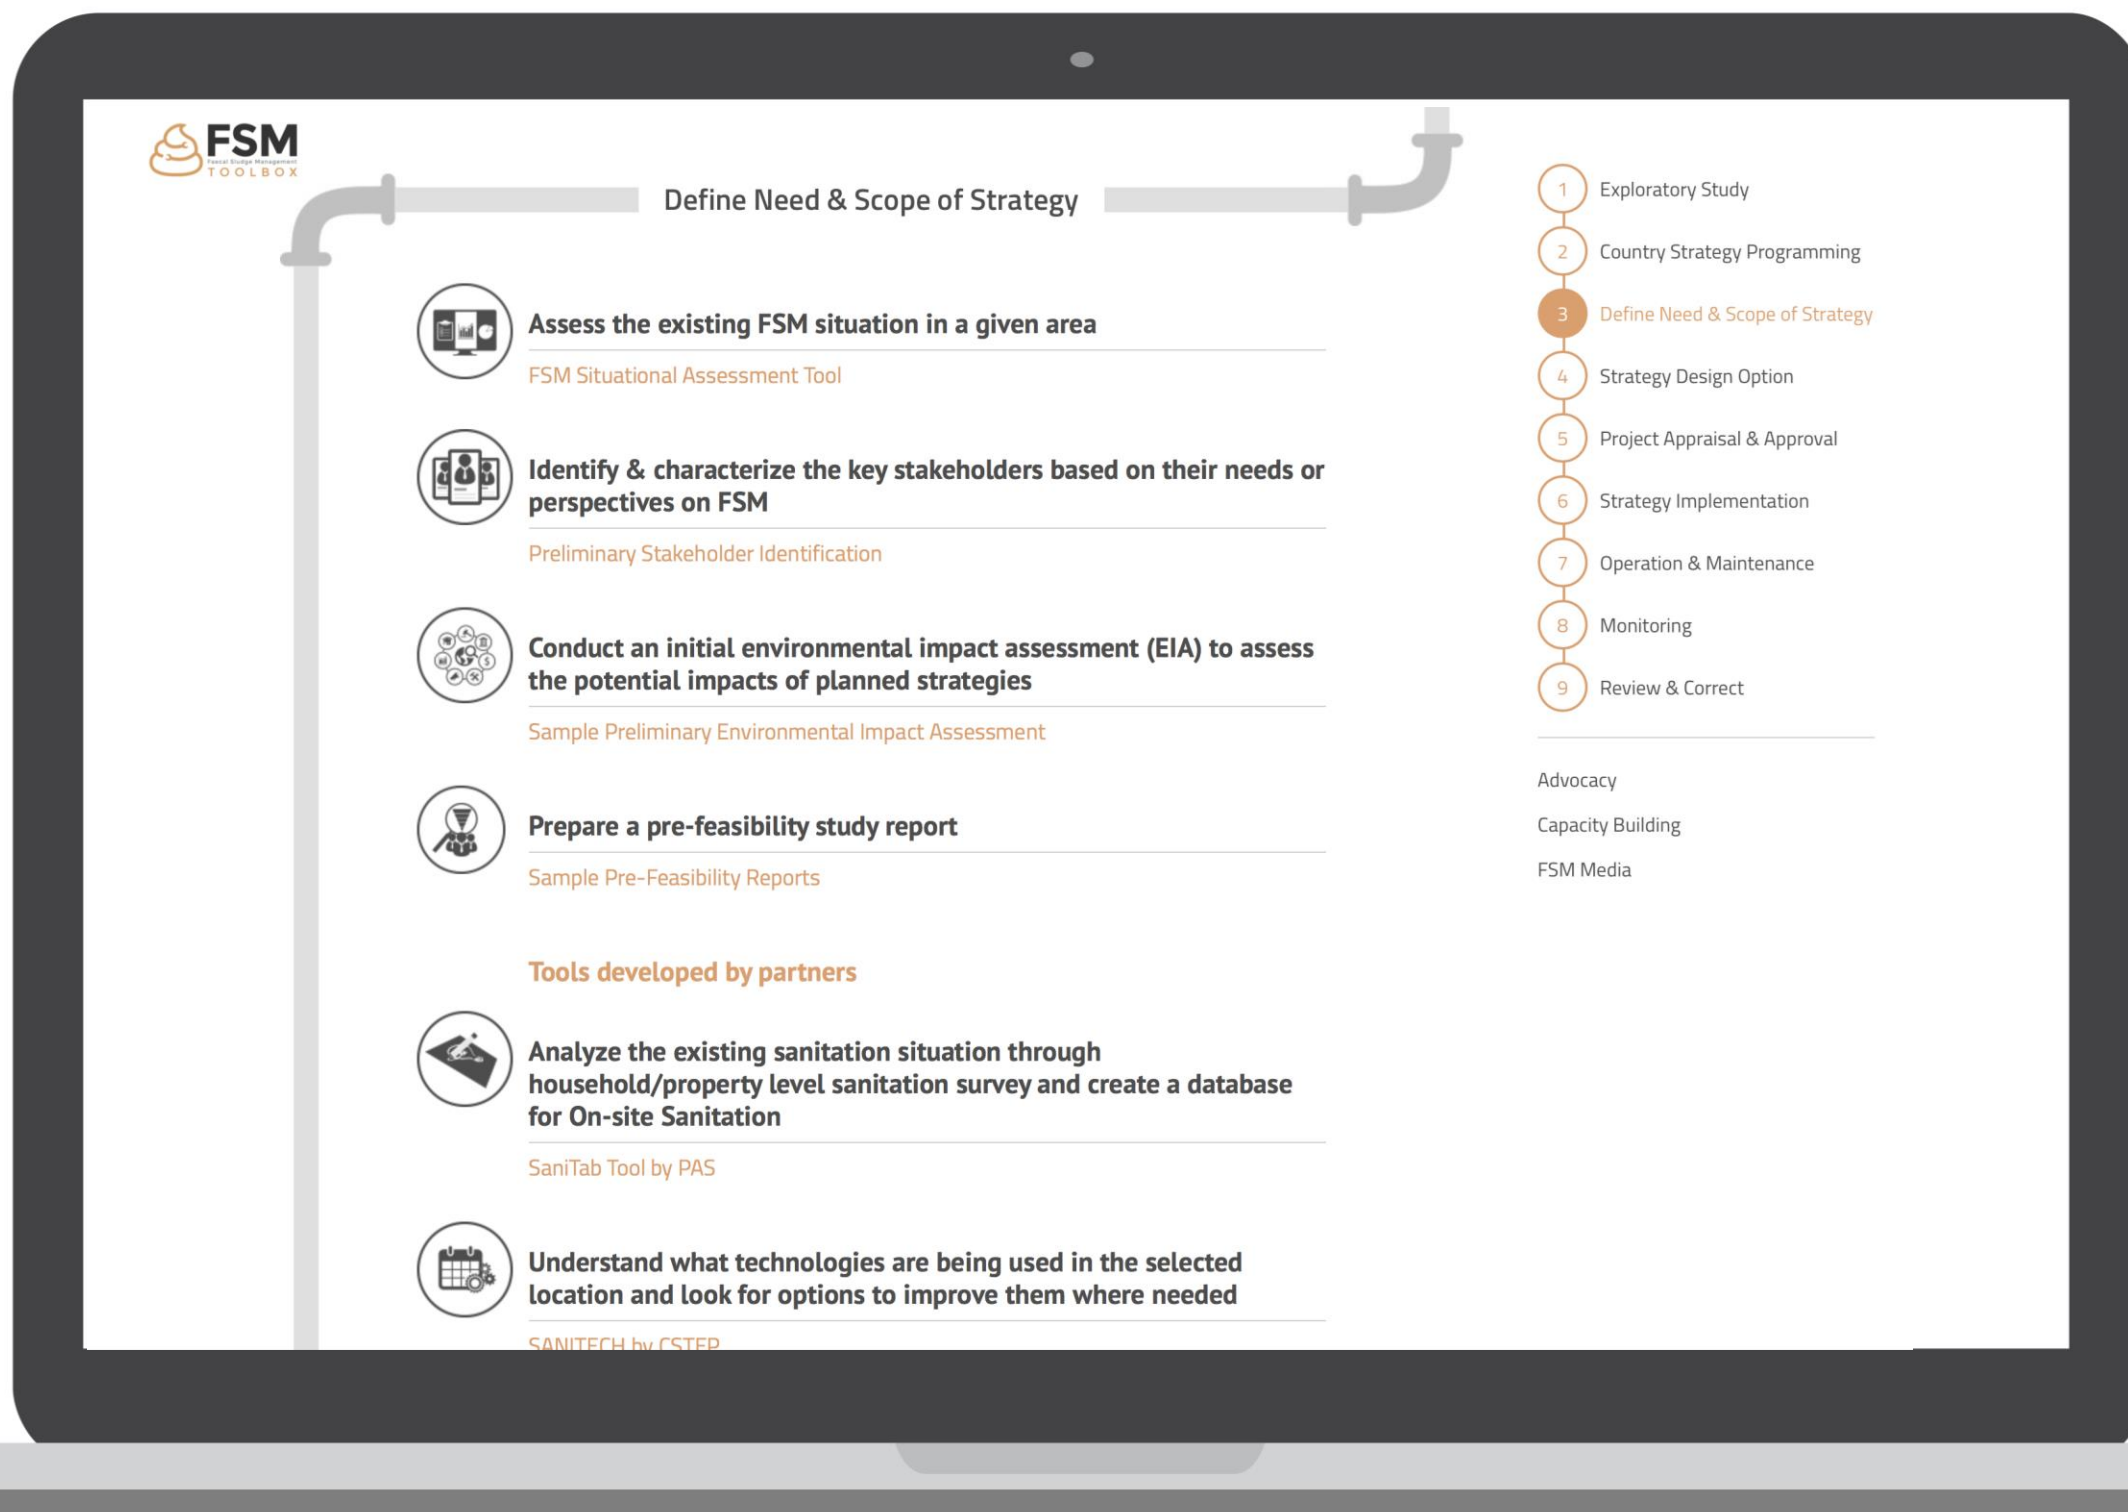 FSM
Faecal Sludge Management
TOOLBOX
Define Need & Scope of Strategy
Assess the existing FSM situation in a given area
FSM Situational Assessment Tool
Identify & characterize the key stakeholders based on their needs or
perspectives on FSM
Preliminary Stakeholder Identification
Conduct an initial environmental impact assessment (EIA) to assess
the potential impacts of planned strategies
Sample Preliminary Environmental Impact Assessment
Prepare a pre-feasibility study report
Sample Pre-Feasibility Reports
Tools developed by partners
Analyze the existing sanitation situation through
household/property level sanitation survey and create a database
for On-site Sanitation
SaniTab Tool by PAS
Understand what technologies are being used in the selected
location and look for options to improve them where needed
SANITECH by CSTEP
1 Exploratory Study
2 Country Strategy Programming
3 Define Need & Scope of Strategy
4 Strategy Design Option
5 Project Appraisal & Approval
6 Strategy Implementation
7 Operation & Maintenance
8 Monitoring
9 Review & Correct
Advocacy
Capacity Building
FSM Media